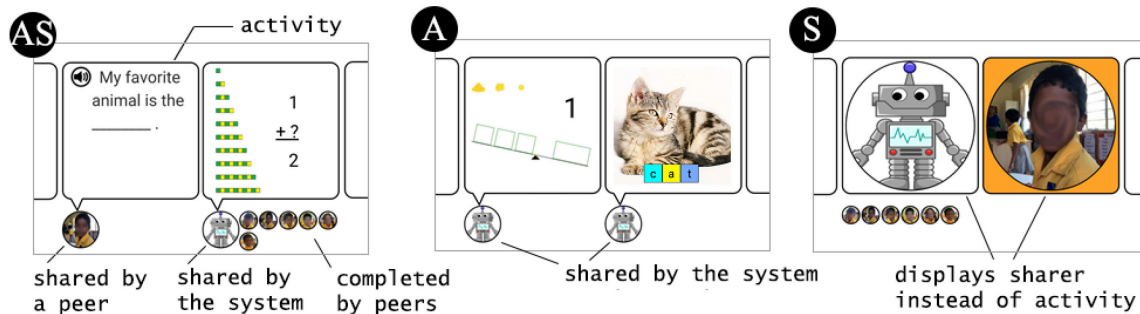 AS
activity
My favorite
animal is the
_______ .
1
+ ?
2
shared by
a peer
shared by
the system
completed
by peers
A
1
c a t
shared by the system
S
displays sharer
instead of activity